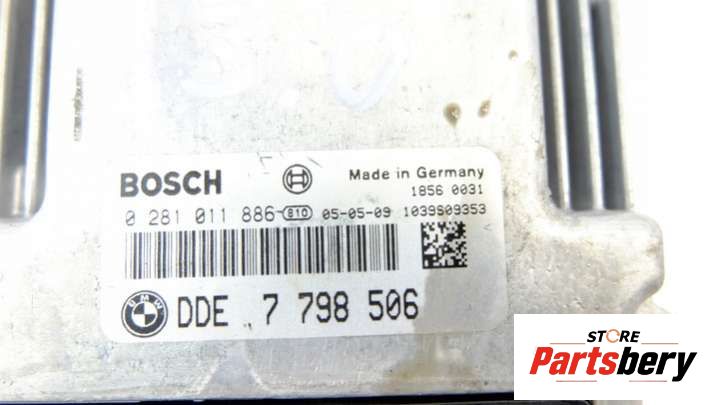 BOSCH
Made in Germany
1856 0031
0 281 011 886 B10 05-05-09 1039S09353
BMW DDE 7 798 506
STORE
Partsbery